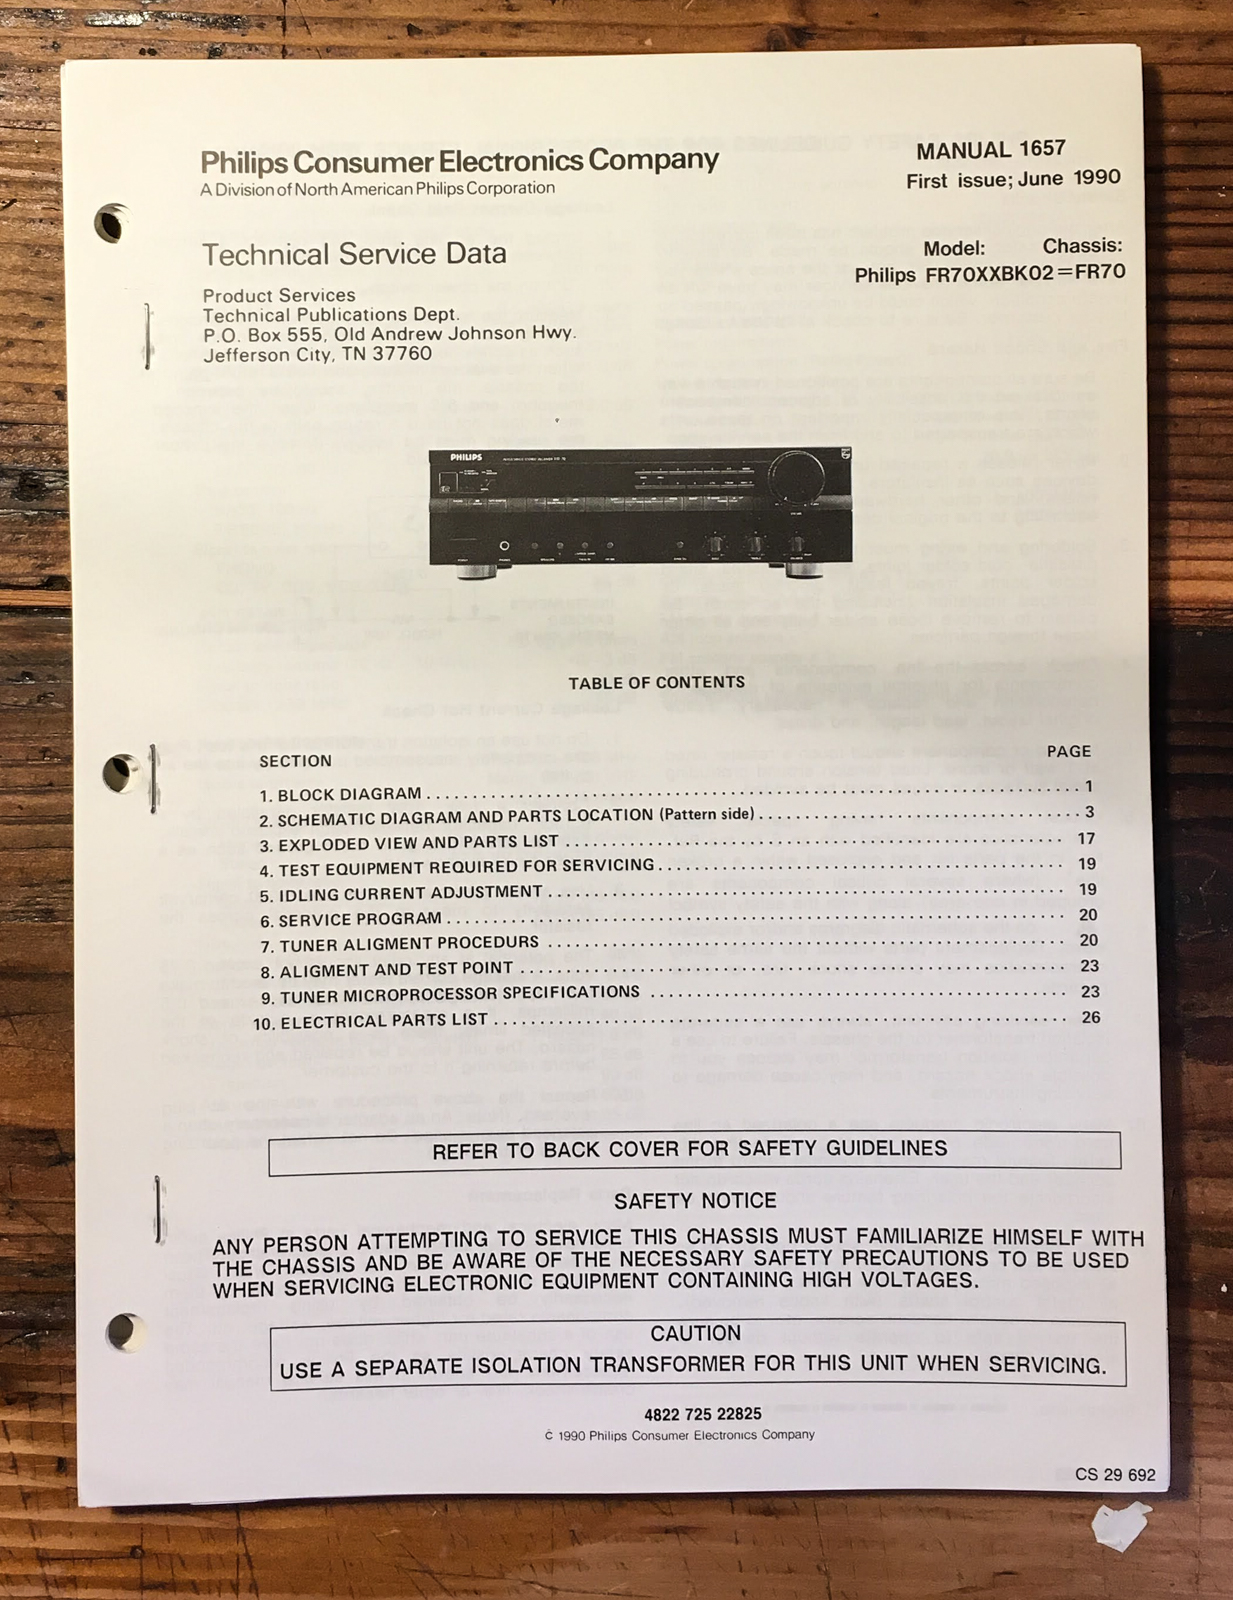 Philips Consumer Electronics Company
A Division of North American Philips Corporation
MANUAL 1657
First issue; June 1990
Technical Service Data
Model: Chassis:
Philips FR70XXBK02=FR70
Product Services
Technical Publications Dept.
P.O. Box 555, Old Andrew Johnson Hwy.
Jefferson City, TN 37760
PHILIPS
TABLE OF CONTENTS
SECTION PAGE
1. BLOCK DIAGRAM 1
2. SCHEMATIC DIAGRAM AND PARTS LOCATION (Pattern side) 3
3. EXPLODED VIEW AND PARTS LIST 17
4. TEST EQUIPMENT REQUIRED FOR SERVICING 19
5. IDLING CURRENT ADJUSTMENT 19
6. SERVICE PROGRAM 20
7. TUNER ALIGMENT PROCEDURS 20
8. ALIGMENT AND TEST POINT 23
9. TUNER MICROPROCESSOR SPECIFICATIONS 23
10. ELECTRICAL PARTS LIST 26
REFER TO BACK COVER FOR SAFETY GUIDELINES
SAFETY NOTICE
ANY PERSON ATTEMPTING TO SERVICE THIS CHASSIS MUST FAMILIARIZE HIMSELF WITH
THE CHASSIS AND BE AWARE OF THE NECESSARY SAFETY PRECAUTIONS TO BE USED
WHEN SERVICING ELECTRONIC EQUIPMENT CONTAINING HIGH VOLTAGES.
CAUTION
USE A SEPARATE ISOLATION TRANSFORMER FOR THIS UNIT WHEN SERVICING.
4822 725 22825
© 1990 Philips Consumer Electronics Company
CS 29 692